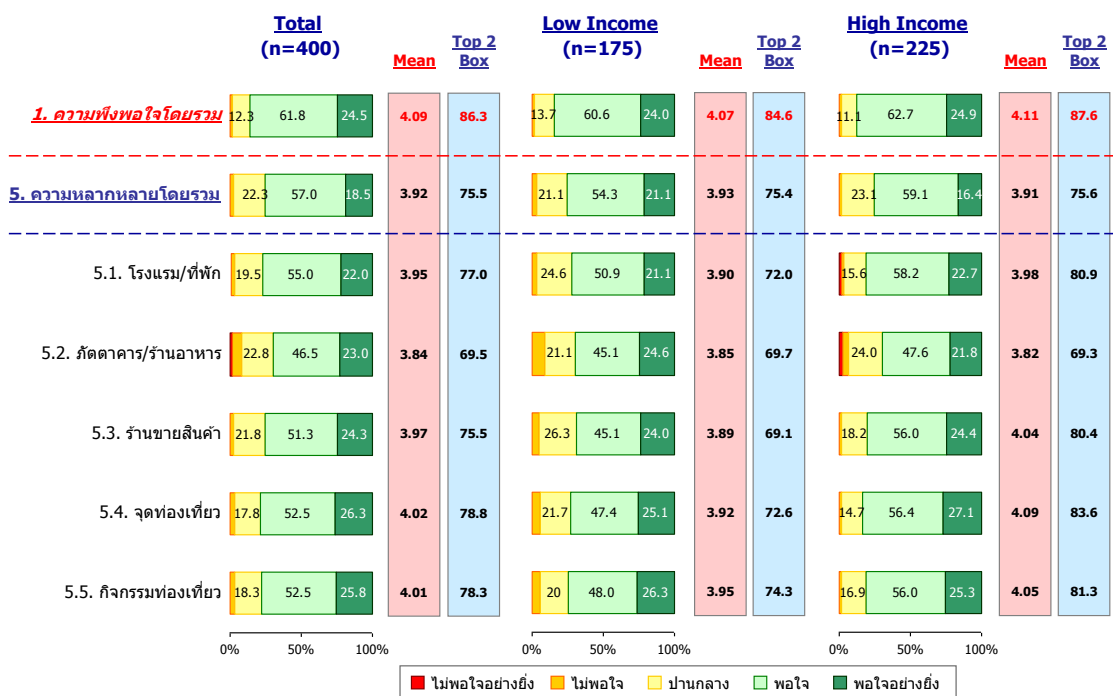 Total Low Income High Income
(n=400) (n=175) (n=225)
Mean Top 2 Box Mean Top 2 Box Mean Top 2 Box
1. ความพึงพอใจโดยรวม 12.3 61.8 24.5 4.09 86.3 13.7 60.6 24.0 4.07 84.6 11.1 62.7 24.9 4.11 87.6
5. ความหลากหลายโดยรวม 22.3 57.0 18.5 3.92 75.5 21.1 54.3 21.1 3.93 75.4 23.1 59.1 16.4 3.91 75.6
5.1. โรงแรม/ที่พัก 19.5 55.0 22.0 3.95 77.0 24.6 50.9 21.1 3.90 72.0 15.6 58.2 22.7 3.98 80.9
5.2. ภัตตาคาร/ร้านอาหาร 22.8 46.5 23.0 3.84 69.5 21.1 45.1 24.6 3.85 69.7 24.0 47.6 21.8 3.82 69.3
5.3. ร้านขายสินค้า 21.8 51.3 24.3 3.97 75.5 26.3 45.1 24.0 3.89 69.1 18.2 56.0 24.4 4.04 80.4
5.4. จุดท่องเที่ยว 17.8 52.5 26.3 4.02 78.8 21.7 47.4 25.1 3.92 72.6 14.7 56.4 27.1 4.09 83.6
5.5. กิจกรรมท่องเที่ยว 18.3 52.5 25.8 4.01 78.3 20 48.0 26.3 3.95 74.3 16.9 56.0 25.3 4.05 81.3
0% 50% 100% 0% 50% 100% 0% 50% 100%
ไม่พอใจอย่างยิ่ง ไม่พอใจ ปานกลาง พอใจ พอใจอย่างยิ่ง